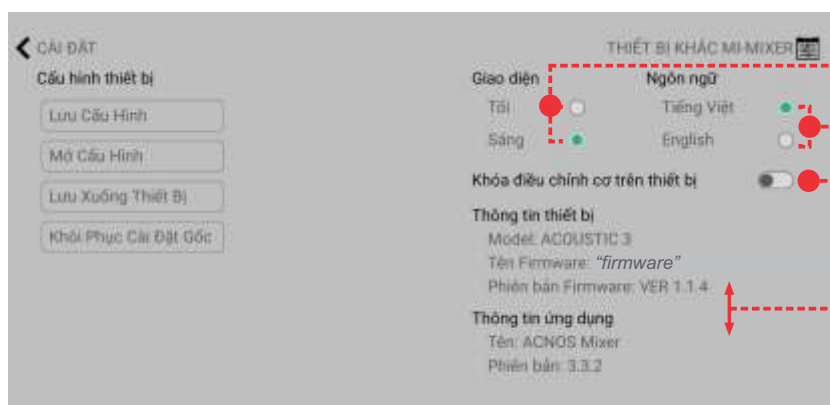 CÀI ĐẶT
THIẾT BỊ KHÁC MI-MIXER
Cấu hình thiết bị
Lưu Cấu Hình
Mở Cấu Hình
Lưu Xuống Thiết Bị
Khôi Phục Cài Đặt Gốc
Giao diện
Ngôn ngữ
Tối
Tiếng Việt
Sáng
English
Khóa điều chỉnh cơ trên thiết bị
Thông tin thiết bị
Model: ACOUSTIC 3
Tên Firmware: “firmware”
Phiên bản Firmware: VER 1.1.4
Thông tin ứng dụng
Tên: ACNOS Mixer
Phiên bản: 3.3.2